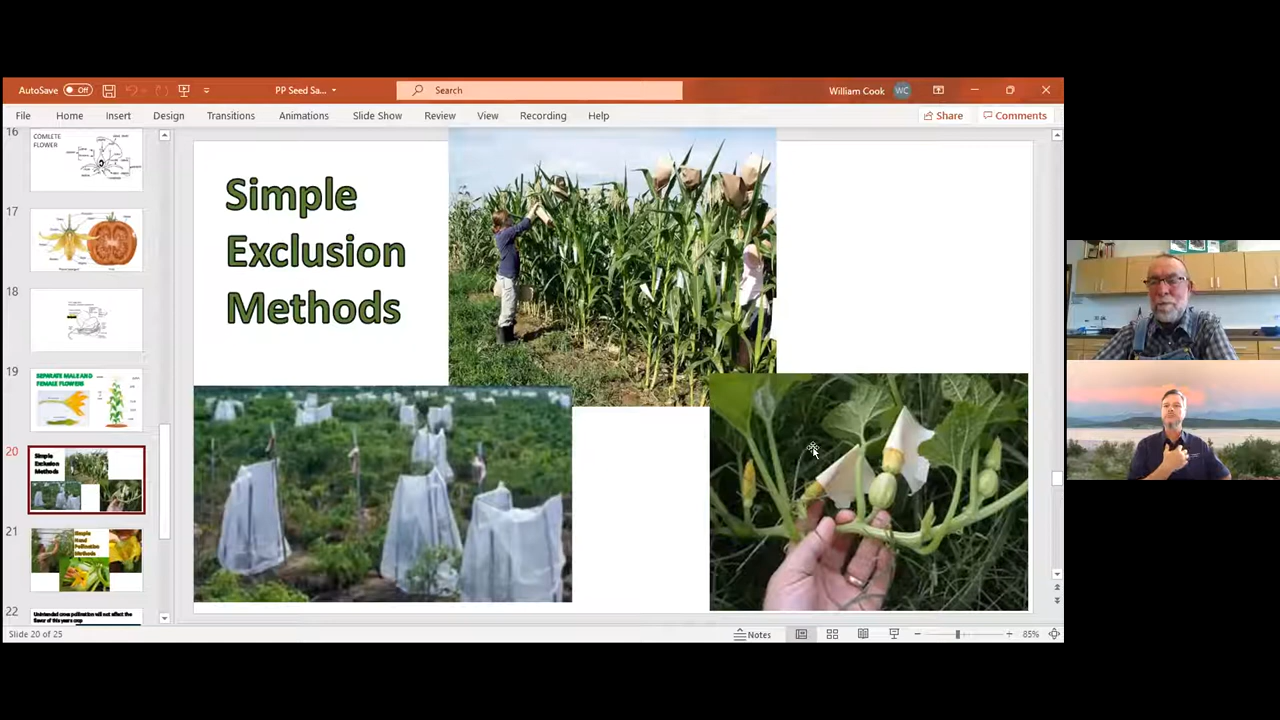 AutoSave Off PP Seed Sa... Search William Cook WC
File Home Insert Design Transitions Animations Slide Show Review View Recording Help Share Comments
16
COMLETE
FLOWER
17
18
19
SEPARATE MALE AND
FEMALE FLOWERS
20
Simple
Exclusion
Methods
21
Simple
Hand
Pollination
Methods
22
Unintended cross pollination will not affect the
flavor of this years crop
Simple
Exclusion
Methods
Slide 20 of 25 Notes 85%